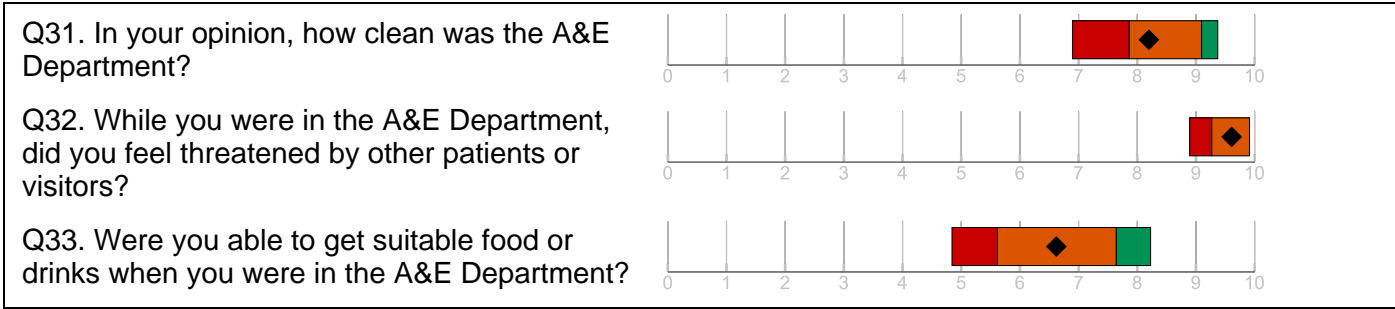 Q31. In your opinion, how clean was the A&E
Department?
0 1 2 3 4 5 6 7 8 9 10
Q32. While you were in the A&E Department,
did you feel threatened by other patients or
visitors?
0 1 2 3 4 5 6 7 8 9 10
Q33. Were you able to get suitable food or
drinks when you were in the A&E Department?
0 1 2 3 4 5 6 7 8 9 10